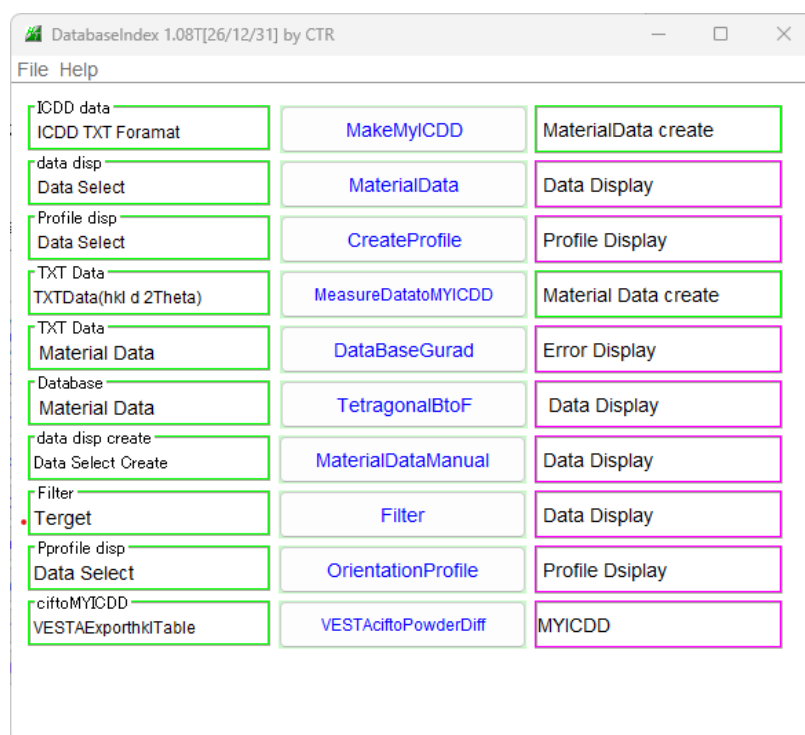 DatabaseIndex 1.08T[26/12/31] by CTR
File Help
ICDD data
ICDD TXT Foramat
MakeMyICDD
MaterialData create
data disp
Data Select
MaterialData
Data Display
Profile disp
Data Select
CreateProfile
Profile Display
TXT Data
TXTData(hkl d 2Theta)
MeasureDatatoMYICDD
Material Data create
TXT Data
Material Data
DataBaseGurad
Error Display
Database
Material Data
TetragonalBtoF
Data Display
data disp create
Data Select Create
MaterialDataManual
Data Display
Filter
Terget
Filter
Data Display
Pprofile disp
Data Select
OrientationProfile
Profile Dsiplay
ciftoMYICDD
VESTAExporthklTable
VESTAciftoPowderDiff
MYICDD